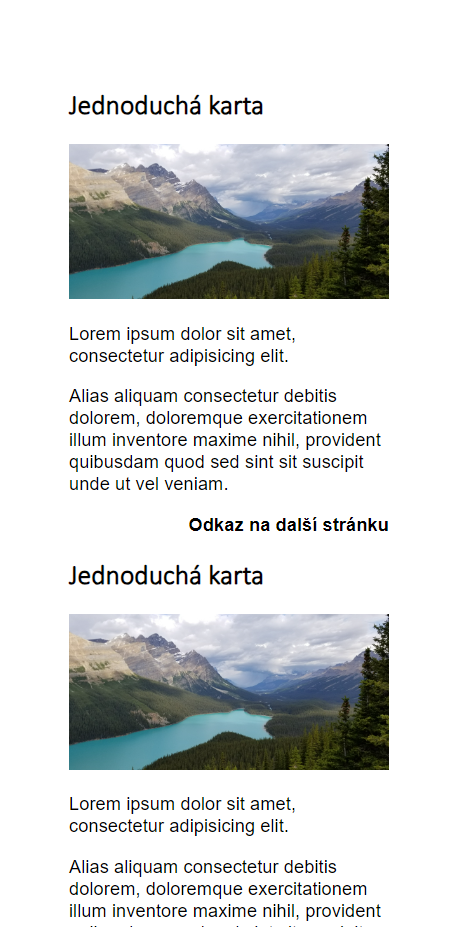 Jednoduchá karta
Lorem ipsum dolor sit amet,
consectetur adipisicing elit.
Alias aliquam consectetur debitis
dolorem, doloremque exercitationem
illum inventore maxime nihil, provident
quibusdam quod sed sint sit suscipit
unde ut vel veniam.
Odkaz na další stránku
Jednoduchá karta
Lorem ipsum dolor sit amet,
consectetur adipisicing elit.
Alias aliquam consectetur debitis
dolorem, doloremque exercitationem
illum inventore maxime nihil, provident